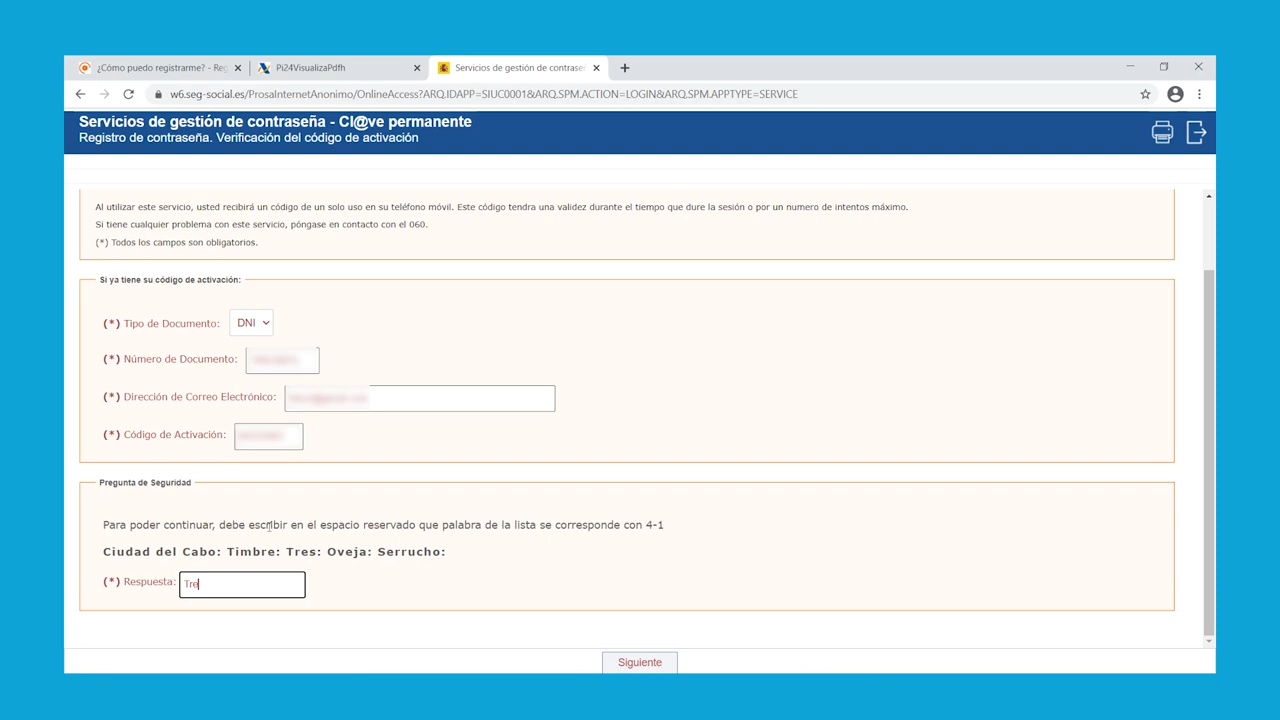 ¿Cómo puedo registrarme? - Reg
Pi24VisualizaPdfh
Servicios de gestión de contraseñ
w6.seg-social.es/ProsaInternetAnonimo/OnlineAccess?ARQ.IDAPP=SIUC0001&ARQ.SPM.ACTION=LOGIN&ARQ.SPM.APPTYPE=SERVICE
Servicios de gestión de contraseña - Cl@ve permanente
Registro de contraseña. Verificación del código de activación
Al utilizar este servicio, usted recibirá un código de un solo uso en su teléfono móvil. Este código tendra una validez durante el tiempo que dure la sesión o por un numero de intentos máximo.
Si tiene cualquier problema con este servicio, póngase en contacto con el 060.
(*) Todos los campos son obligatorios.
Si ya tiene su código de activación:
(*) Tipo de Documento: DNI
(*) Número de Documento:
(*) Dirección de Correo Electrónico:
(*) Código de Activación:
Pregunta de Seguridad
Para poder continuar, debe escribir en el espacio reservado que palabra de la lista se corresponde con 4-1
Ciudad del Cabo: Timbre: Tres: Oveja: Serrucho:
(*) Respuesta: Tre
Siguiente